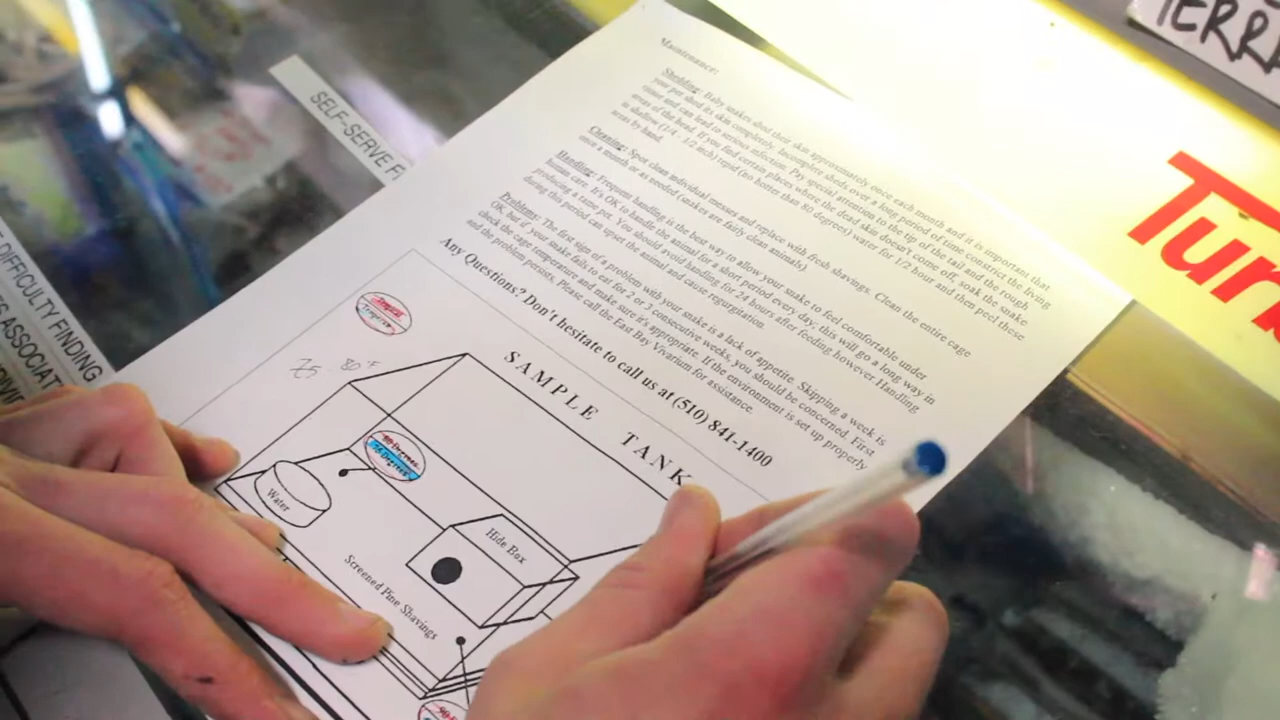 Maintenance:
Shedding: Baby snakes shed their skin approximately once each month and it is important that
your pet shed its skin completely. Incomplete sheds over a long period of time constrict the living
tissue and can lead to serious infection. Pay special attention to the tip of the tail and the rough
areas of the head. If you find certain places where the dead skin doesn't come off, soak the snake
in shallow (1/4 - 1/2 inch) tepid (no hotter than 80 degrees) water for 1/2 hour and then peel these
areas by hand.
Cleaning: Spot clean individual messes and replace with fresh shavings. Clean the entire cage
once a month or as needed (snakes are fairly clean animals).
Handling: Frequent handling is the best way to allow your snake to feel comfortable under
human care. It's OK to handle the animal for a short period every day; this will go a long way in
producing a tame pet. You should avoid handling for 24 hours after feeding however Handling
during this period can upset the animal and cause regurgitation.
Problems: The first sign of a problem with your snake is a lack of appetite. Skipping a week is
OK, but if your snake fails to eat for 2 or 3 consecutive weeks, you should be concerned. First
check the cage temperature and make sure it's appropriate. If the environment is set up properly
and the problem persists, Please call the East Bay Vivarium for assistance.
Any Questions? Don't hesitate to call us at (510) 841-1400
SAMPLE TANK
75 80°F
80 Degrees
75 Degrees
Water
Hide Box
Screened Pine Shavings
90
SELF-SERVE F
DIFFICULTY FINDING
S ASSOCIAT
TERR
Tur